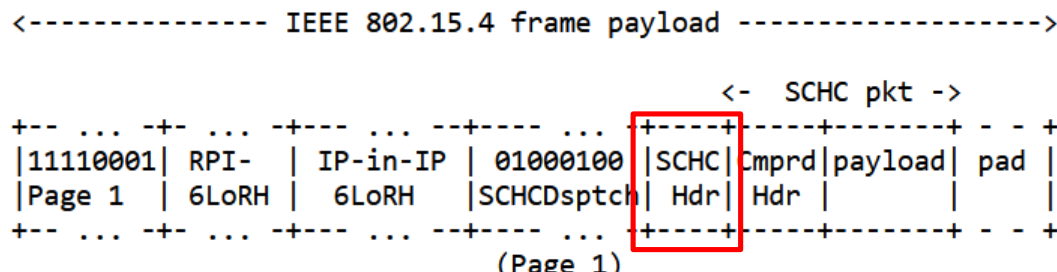 <--------------- IEEE 802.15.4 frame payload ------------------->
<-  SCHC pkt ->
+-- ... -+- ... -+--- ... --+---- ... -+----+-----+-------+ - - +
|11110001| RPI-  | IP-in-IP | 01000100 |SCHC|Cmprd|payload| pad |
|Page 1  | 6LoRH |  6LoRH   |SCHCDsptch| Hdr| Hdr |       |     |
+-- ... -+- ... -+--- ... --+---- ... -+----+-----+-------+ - - +
(Page 1)